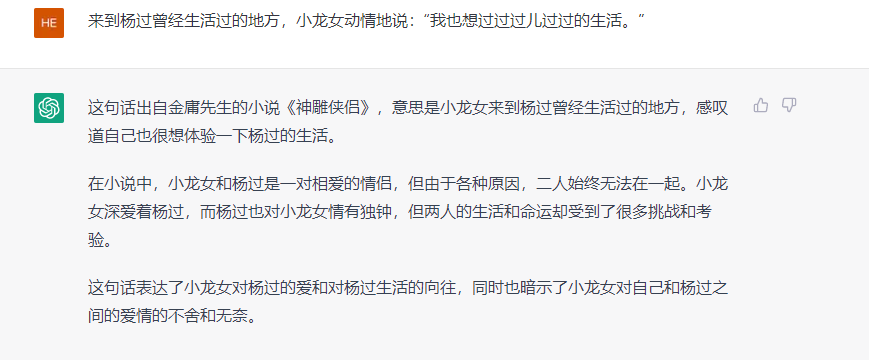 HE
来到杨过曾经生活过的地方，小龙女动情地说：“我也想过过过儿过过的生活。”
这句话出自金庸先生的小说《神雕侠侣》，意思是小龙女来到杨过曾经生活过的地方，感叹
道自己也很想体验一下杨过的生活。
在小说中，小龙女和杨过是一对相爱的情侣，但由于各种原因，二人始终无法在一起。小龙
女深爱着杨过，而杨过也对小龙女情有独钟，但两人的生活和命运却受到了很多挑战和考
验。
这句话表达了小龙女对杨过的爱和对杨过生活的向往，同时也暗示了小龙女对自己和杨过之
间的爱情的不舍和无奈。